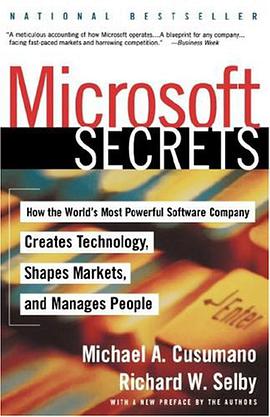 NATIONAL BESTSELLER
"A meticulous accounting of how Microsoft operates....A blueprint for any company...
facing fast-paced markets and harrowing competition." —Business Week
Microsoft
SECRETS
How the World's Most Powerful Software Company
Creates Technology,
Shapes Markets,
and Manages People
Enter
Michael A. Cusumano
Richard W. Selby
WITH A NEW PREFACE BY THE AUTHORS